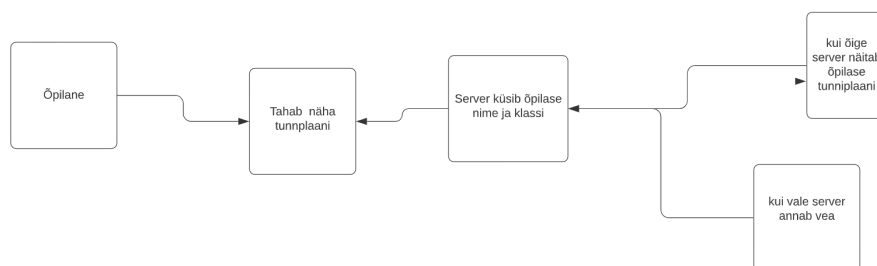 Õpilane
Tahab näha
tunnplaani
Server küsib õpilase
nime ja klassi
kui õige
server näitab
õpilase
tunniplaani
kui vale server
annab vea